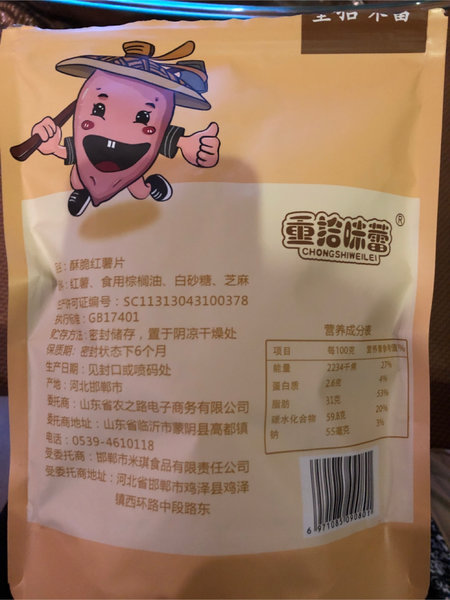 重拾味蕾
®
CHONGSHIWEILEI
酥脆红薯片
红薯、食用棕榈油、白砂糖、芝麻
许可证编号：SC11313043100378
GB17401
贮存方法：密封储存，置于阴凉干燥处
保质期：密封状态下6个月
生产日期：见封口或喷码处
产地：河北邯郸市
委托商：山东省农之路电子商务有限公司
委托商地址：山东省临沂市蒙阴县高都镇
电话：0539-4610118
受委托商：邯郸市米琪食品有限责任公司
受委托商地址：河北省邯郸市鸡泽县鸡泽
镇西环路中段路东
营养成分表
项目 每100克 营养素参考值%
能量 2234千焦 27%
蛋白质 2.6克 4%
脂肪 31克 53%
碳水化合物 59.8克 20%
钠 55毫克 3%
6971085090801